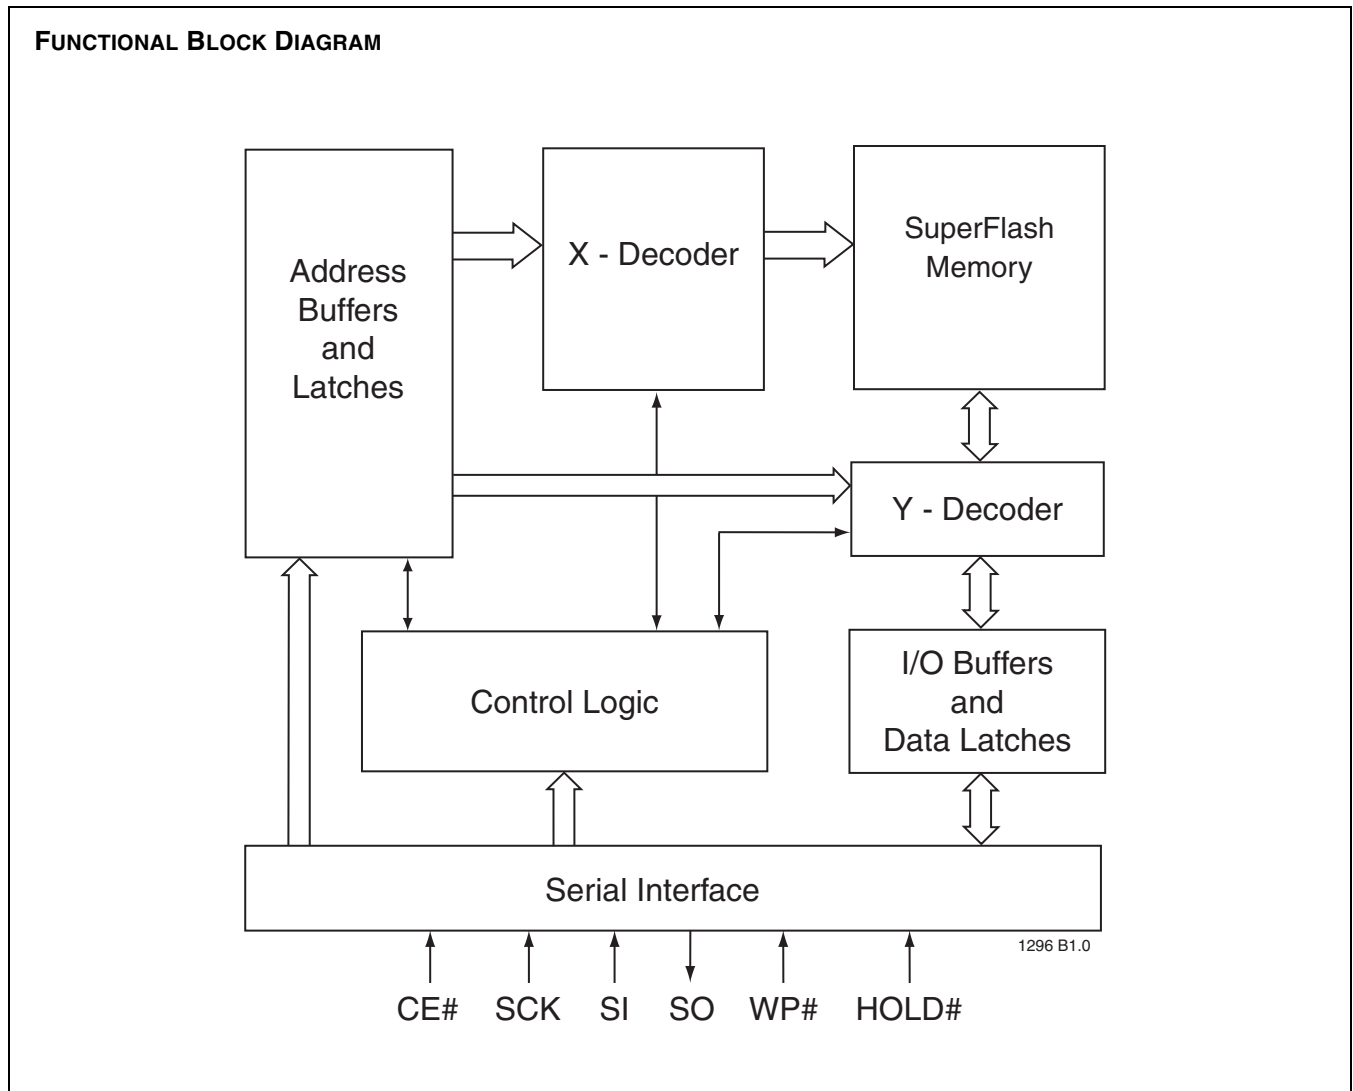 FUNCTIONAL BLOCK DIAGRAM
Address
Buffers
and
Latches
X - Decoder
SuperFlash
Memory
Y - Decoder
Control Logic
I/O Buffers
and
Data Latches
Serial Interface
1296 B1.0
CE# SCK SI SO WP# HOLD#